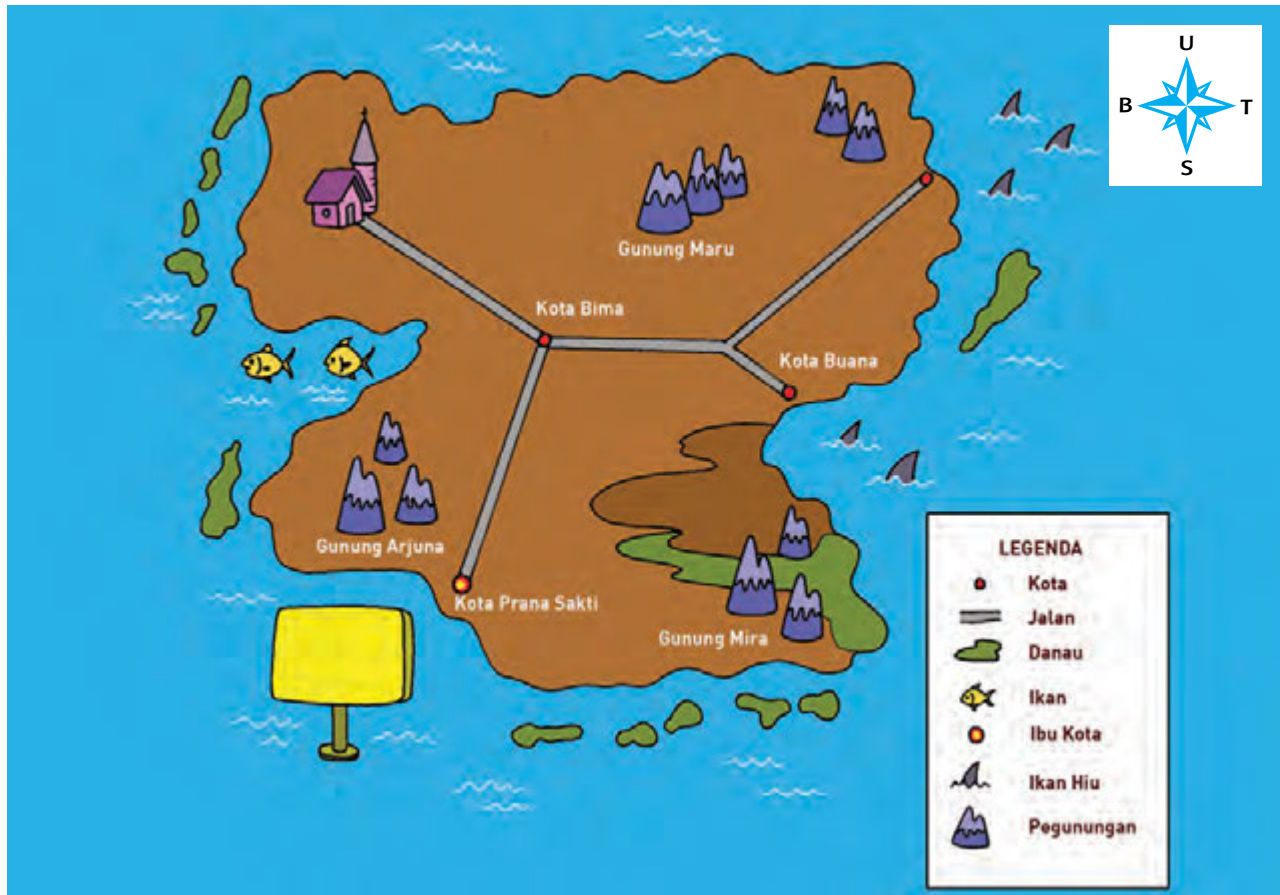 U
B
T
S
Gunung Maru
Kota Bima
Kota Buana
Gunung Arjuna
Kota Prana Sakti
Gunung Mira
LEGENDA
Kota
Jalan
Danau
Ikan
Ibu Kota
Ikan Hiu
Pegunungan